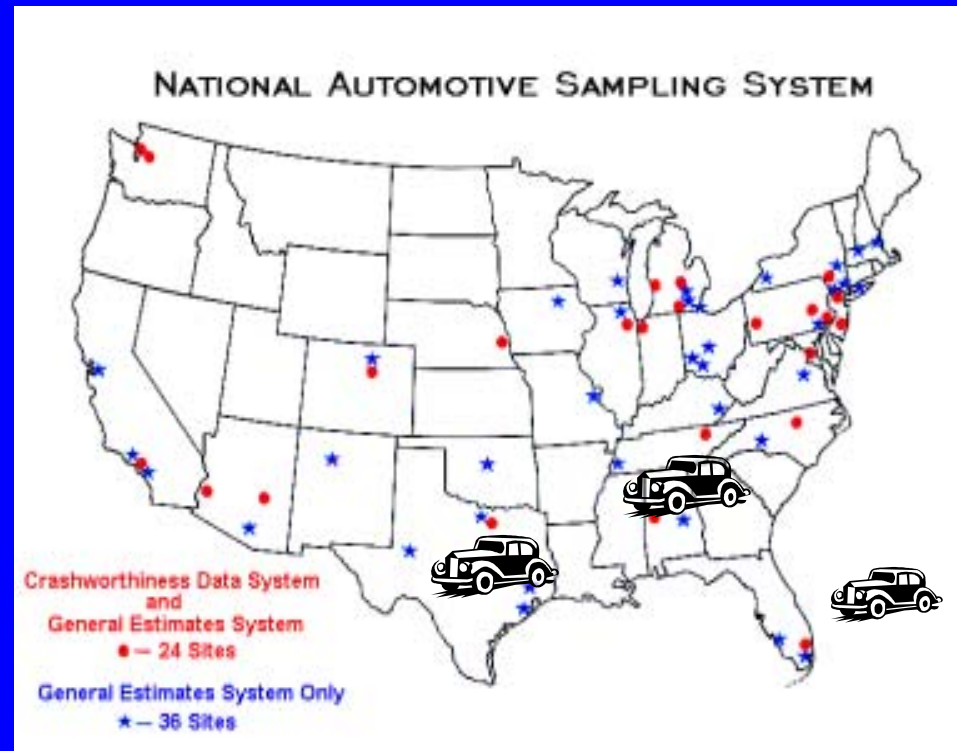 NATIONAL AUTOMOTIVE SAMPLING SYSTEM
Crashworthiness Data System
and
General Estimates System
● — 24 Sites
General Estimates System Only
★ — 36 Sites